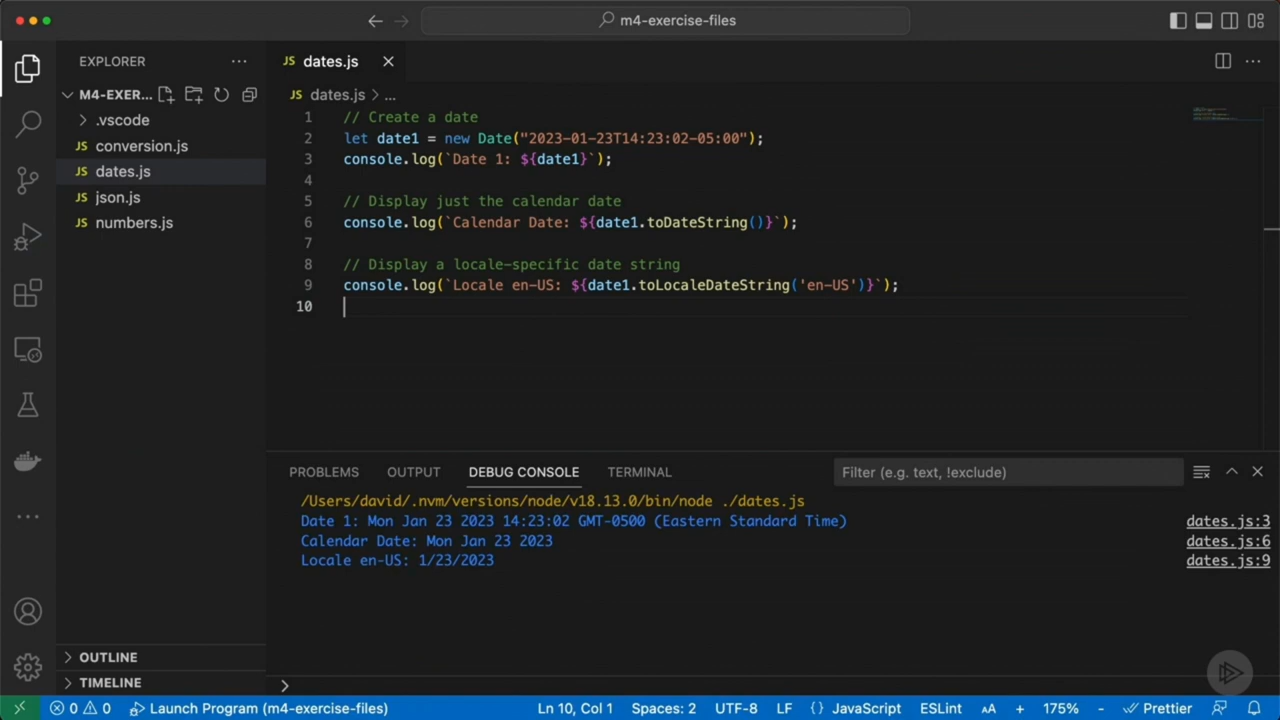 m4-exercise-files
EXPLORER
JS dates.js
M4-EXER...
JS dates.js > ...
.vscode
JS conversion.js
JS dates.js
JS json.js
JS numbers.js
1 // Create a date
2 let date1 = new Date("2023-01-23T14:23:02-05:00");
3 console.log(`Date 1: ${date1}`);
4
5 // Display just the calendar date
6 console.log(`Calendar Date: ${date1.toDateString()}`);
7
8 // Display a locale-specific date string
9 console.log(`Locale en-US: ${date1.toLocaleDateString('en-US')}`);
10
PROBLEMS OUTPUT DEBUG CONSOLE TERMINAL Filter (e.g. text, !exclude)
/Users/david/.nvm/versions/node/v18.13.0/bin/node ./dates.js
Date 1: Mon Jan 23 2023 14:23:02 GMT-0500 (Eastern Standard Time) dates.js:3
Calendar Date: Mon Jan 23 2023 dates.js:6
Locale en-US: 1/23/2023 dates.js:9
OUTLINE
TIMELINE
0 0 Launch Program (m4-exercise-files) Ln 10, Col 1 Spaces: 2 UTF-8 LF {} JavaScript ESLint AA + 175% - Prettier